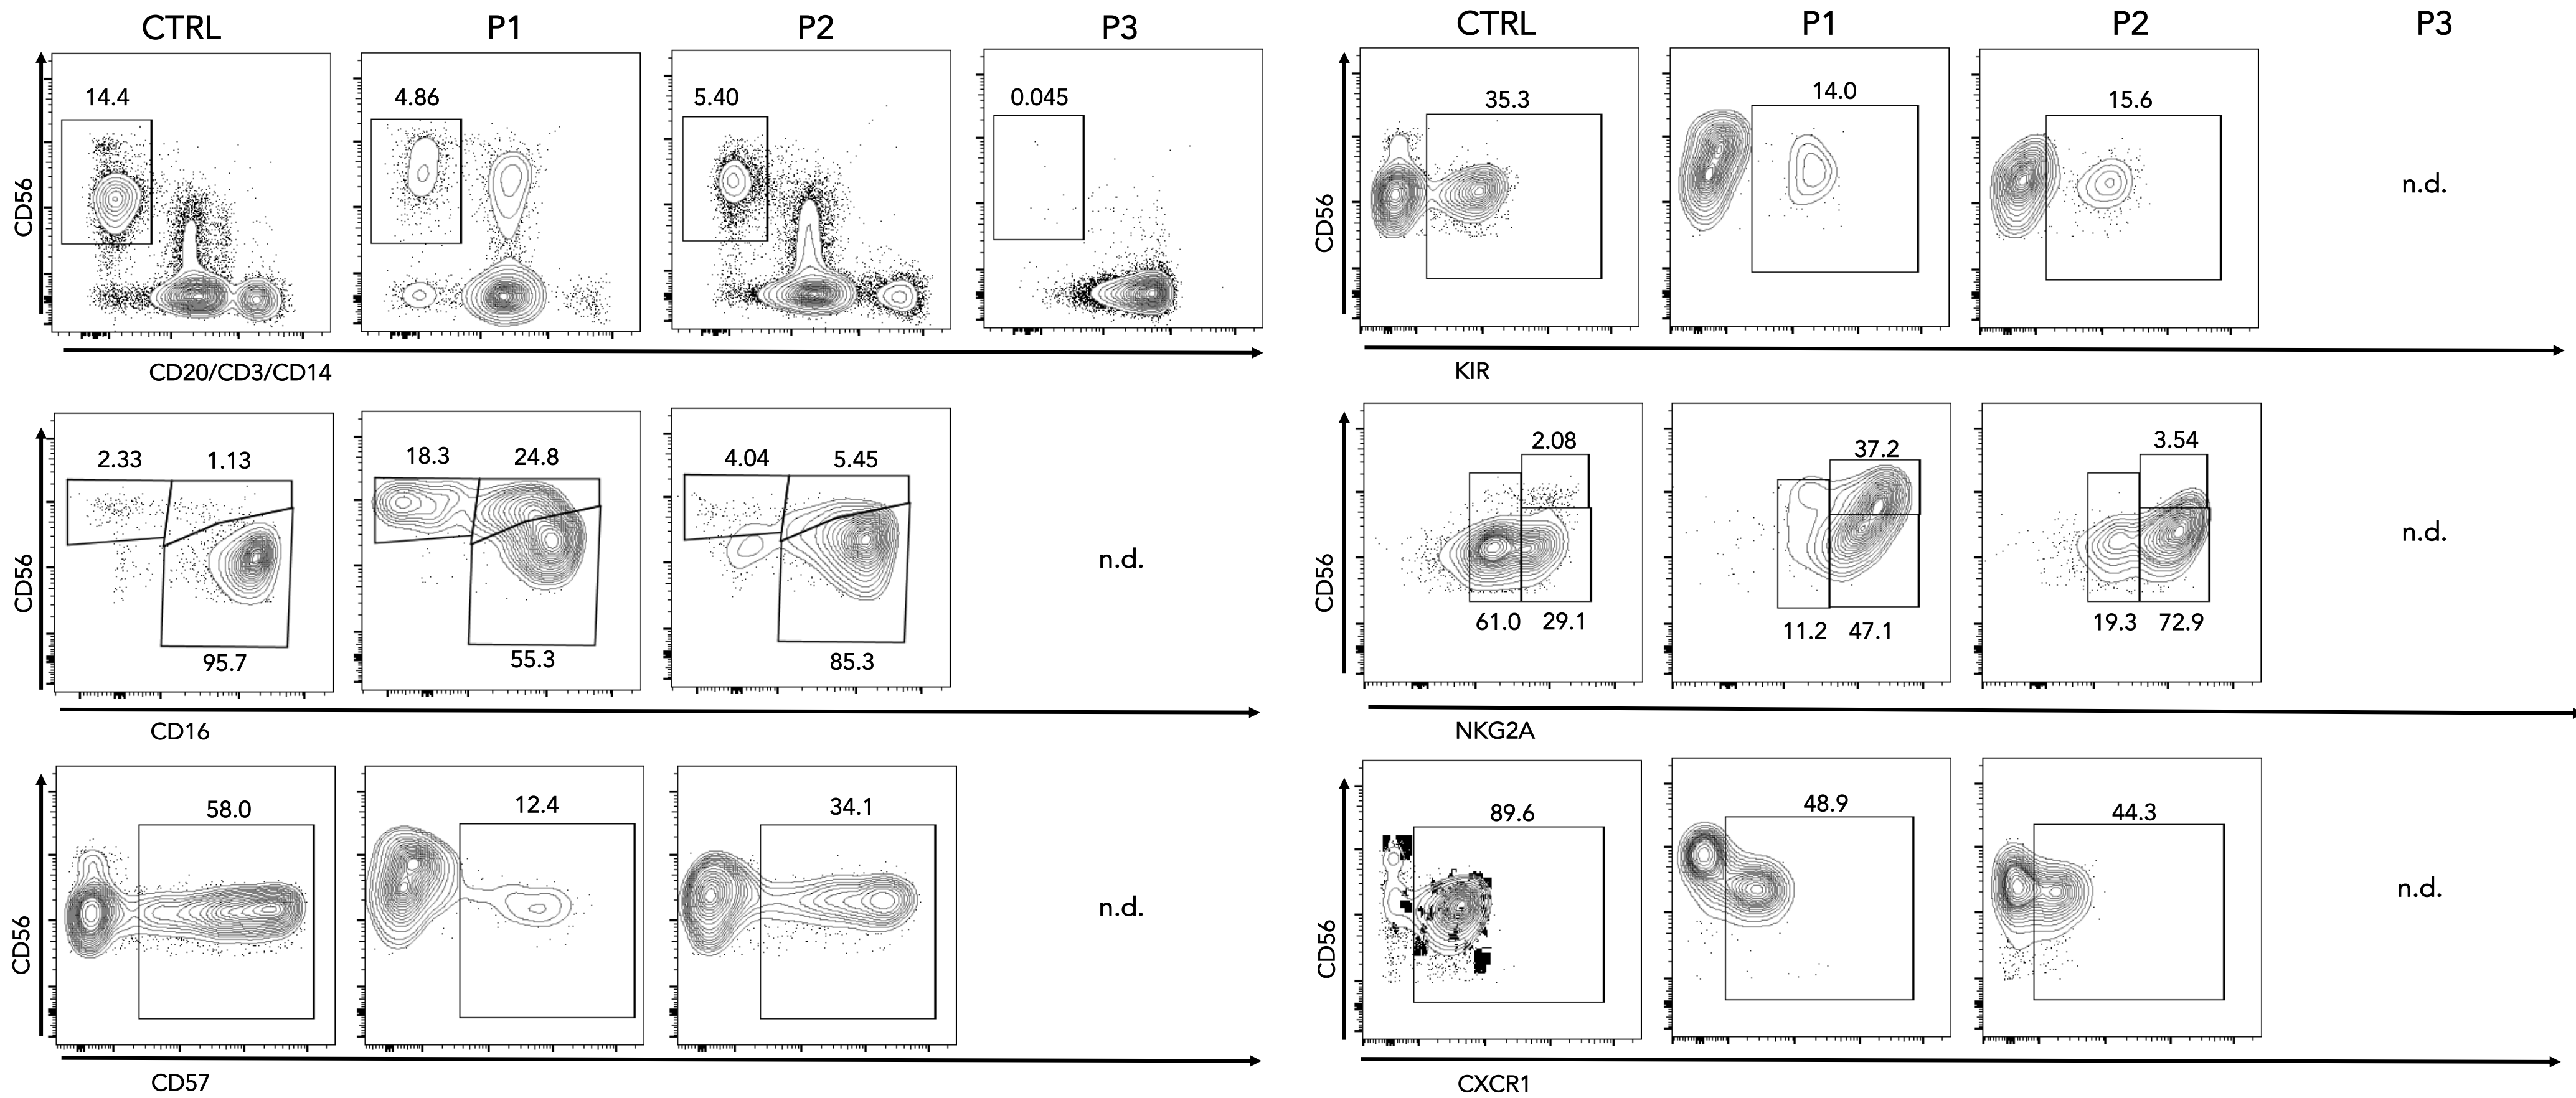 CTRL P1 P2 P3
14.4 4.86 5.40 0.045
CD56
CD20/CD3/CD14
2.33 1.13 18.3 24.8 4.04 5.45
CD56
n.d.
95.7 55.3 85.3
CD16
58.0 12.4 34.1
CD56
n.d.
CD57
CTRL P1 P2 P3
35.3 14.0 15.6
CD56
n.d.
KIR
2.08 37.2 3.54
CD56
n.d.
61.0 29.1 11.2 47.1 19.3 72.9
NKG2A
89.6 48.9 44.3
CD56
n.d.
CXCR1